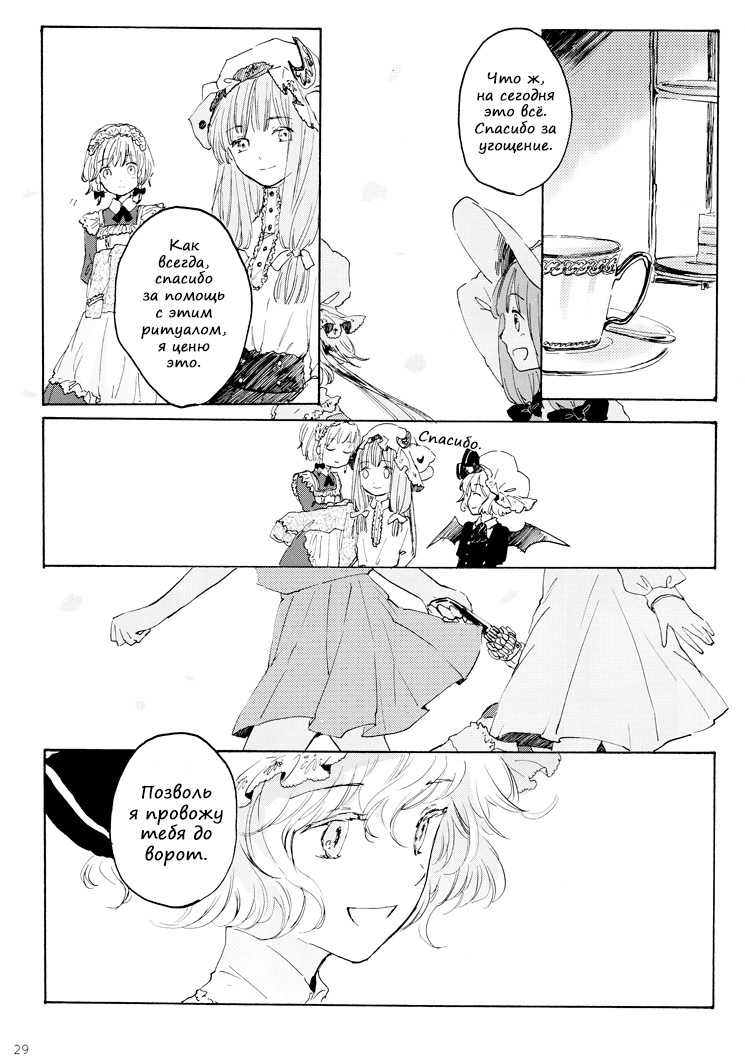 Что ж,
на сегодня
это всё.
Спасибо за
угощение.
Как
всегда,
спасибо
за помощь
с этим
ритуалом,
я ценю
это.
Спасибо.
Позволь
я провожу
тебя до
ворот.
29